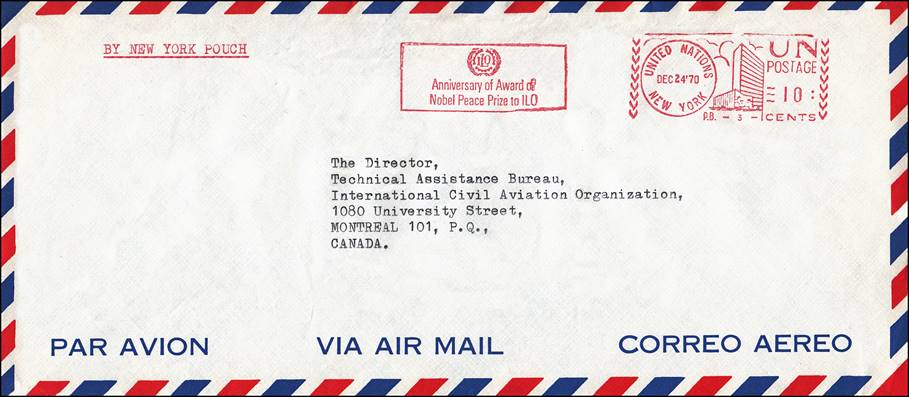 BY NEW YORK POUCH
ILO
Anniversary of Award of
Nobel Peace Prize to ILO
UNITED NATIONS
DEC 24'70
NEW YORK
UN
POSTAGE
10
P.B. - 3 - CENTS
The Director,
Technical Assistance Bureau,
International Civil Aviation Organization,
1080 University Street,
MONTREAL 101, P.Q.,
CANADA.
PAR AVION
VIA AIR MAIL
CORREO AEREO